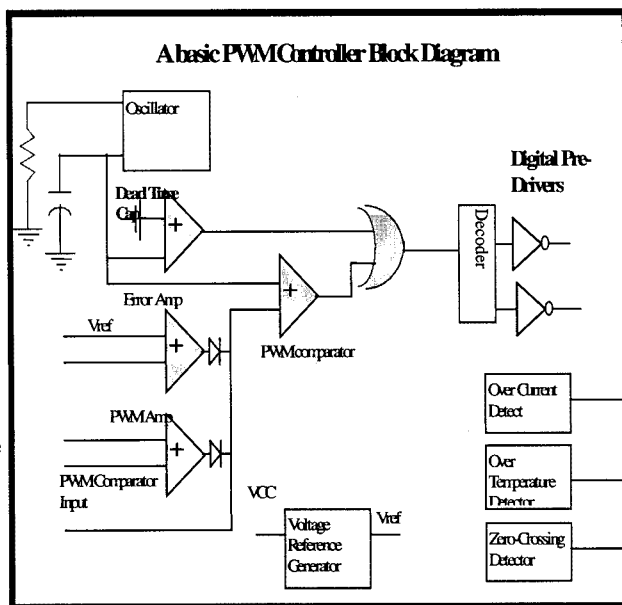 A basic PWM Controller Block Diagram
Oscillator
Digital Pre-
Drivers
Dead Time
Cap
+
Decoder
+
Error Amp
Vref
+
PWM comparator
PWM Amp
+
Over Current
Detect
PWM Comparator
Input
VCC
Over
Temperature
Detector
Voltage
Reference
Generator
Vref
Zero-Crossing
Detector